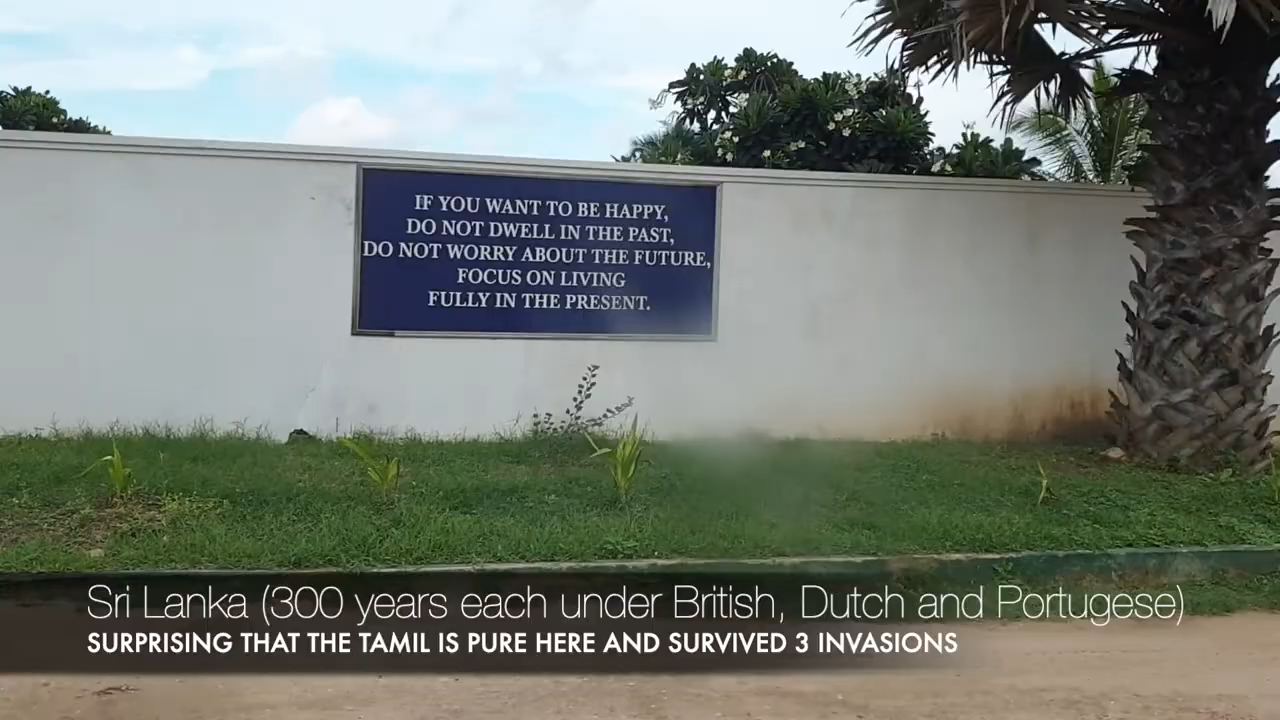 IF YOU WANT TO BE HAPPY,
DO NOT DWELL IN THE PAST,
DO NOT WORRY ABOUT THE FUTURE,
FOCUS ON LIVING
FULLY IN THE PRESENT.
Sri Lanka (300 years each under British, Dutch and Portugese)
SURPRISING THAT THE TAMIL IS PURE HERE AND SURVIVED 3 INVASIONS